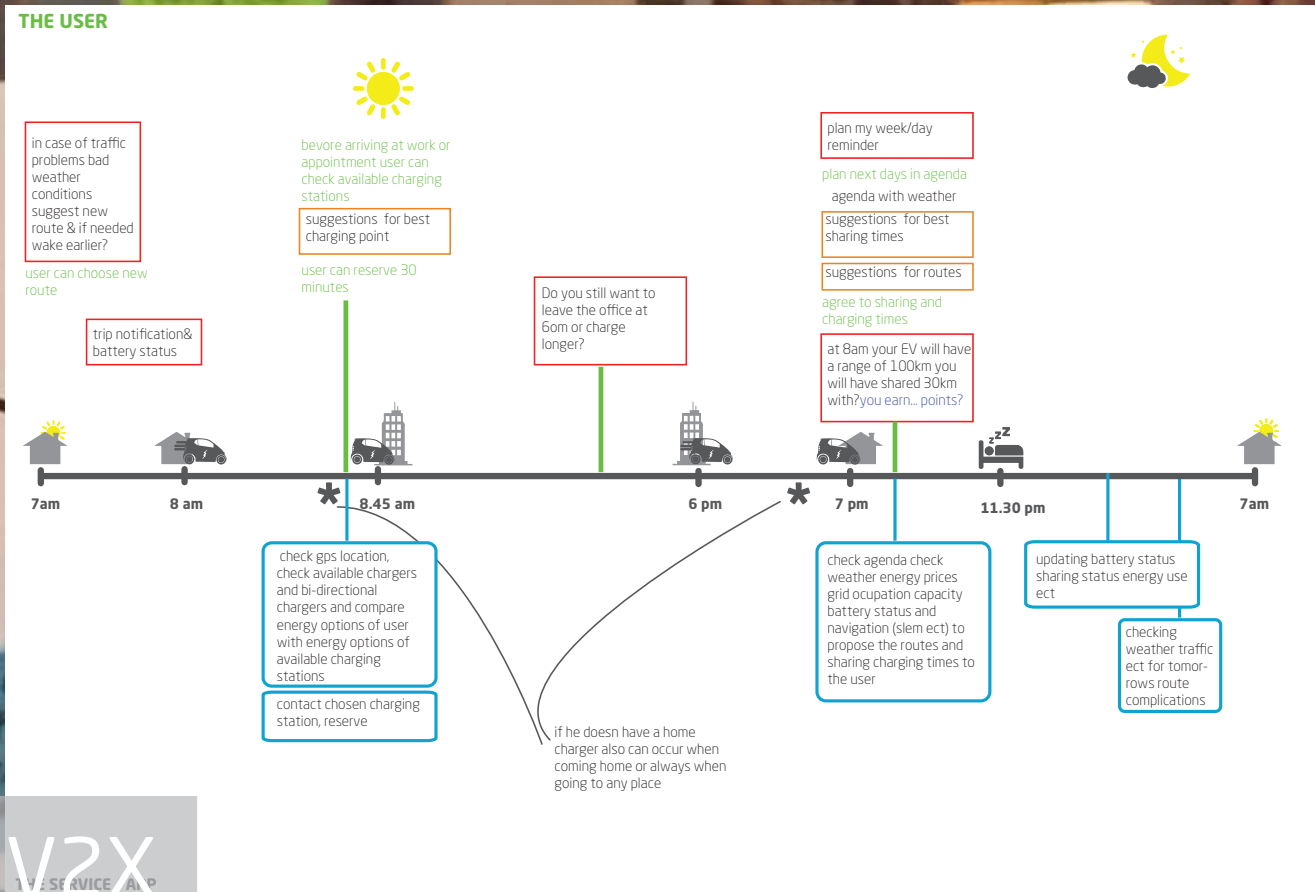 THE USER
in case of traffic
problems bad
weather
conditions
suggest new
route & if needed
wake earlier?
user can choose new
route
trip notification&
battery status
bevore arriving at work or
appointment user can
check available charging
stations
suggestions for best
charging point
user can reserve 30
minutes
Do you still want to
leave the office at
6om or charge
longer?
plan my week/day
reminder
plan next days in agenda
agenda with weather
suggestions for best
sharing times
suggestions for routes
agree to sharing and
charging times
at 8am your EV will have
a range of 100km you
will have shared 30km
with?you earn... points?
zzZ
7am
8 am
*
8.45 am
6 pm
*
7 pm
11.30 pm
7am
check gps location,
check available chargers
and bi-directional
chargers and compare
energy options of user
with energy options of
available charging
stations
contact chosen charging
station, reserve
if he doesn have a home
charger also can occur when
coming home or always when
going to any place
check agenda check
weather energy prices
grid ocupation capacity
battery status and
navigation (slem ect) to
propose the routes and
sharing charging times to
the user
updating battery status
sharing status energy use
ect
checking
weather traffic
ect for tomor-
rows route
complications
V2X
THE SERVICE / APP